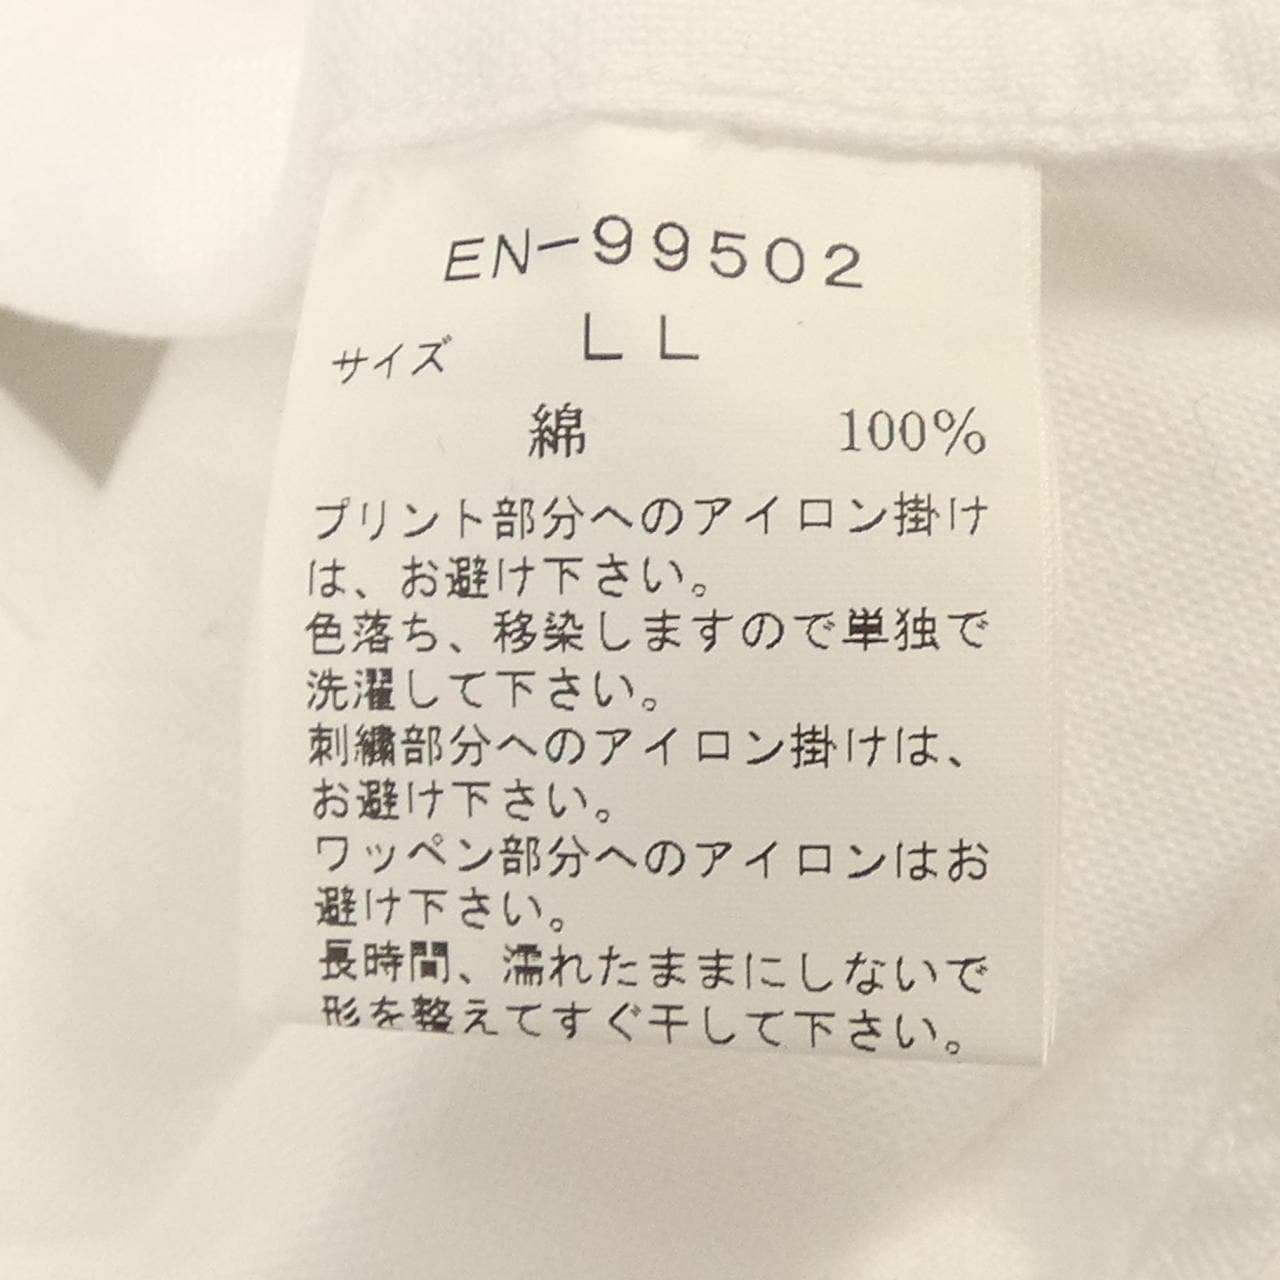 EN-99502
サイズ LL
綿 100%
プリント部分へのアイロン掛け
は、お避け下さい。
色落ち、移染しますので単独で
洗濯して下さい。
刺繍部分へのアイロン掛けは、
お避け下さい。
ワッペン部分へのアイロンはお
避け下さい。
長時間、濡れたままにしないで
形を整えてすぐ干して下さい。